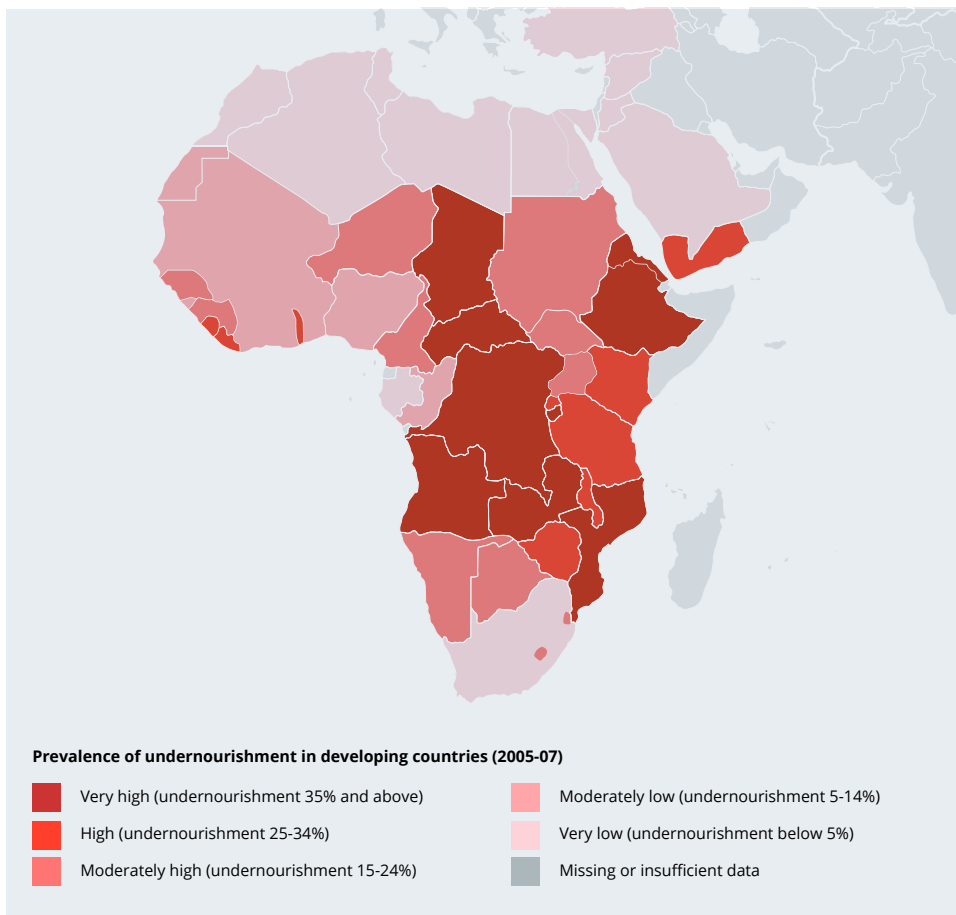 Prevalence of undernourishment in developing countries (2005-07)
Very high (undernourishment 35% and above)
High (undernourishment 25-34%)
Moderately high (undernourishment 15-24%)
Moderately low (undernourishment 5-14%)
Very low (undernourishment below 5%)
Missing or insufficient data